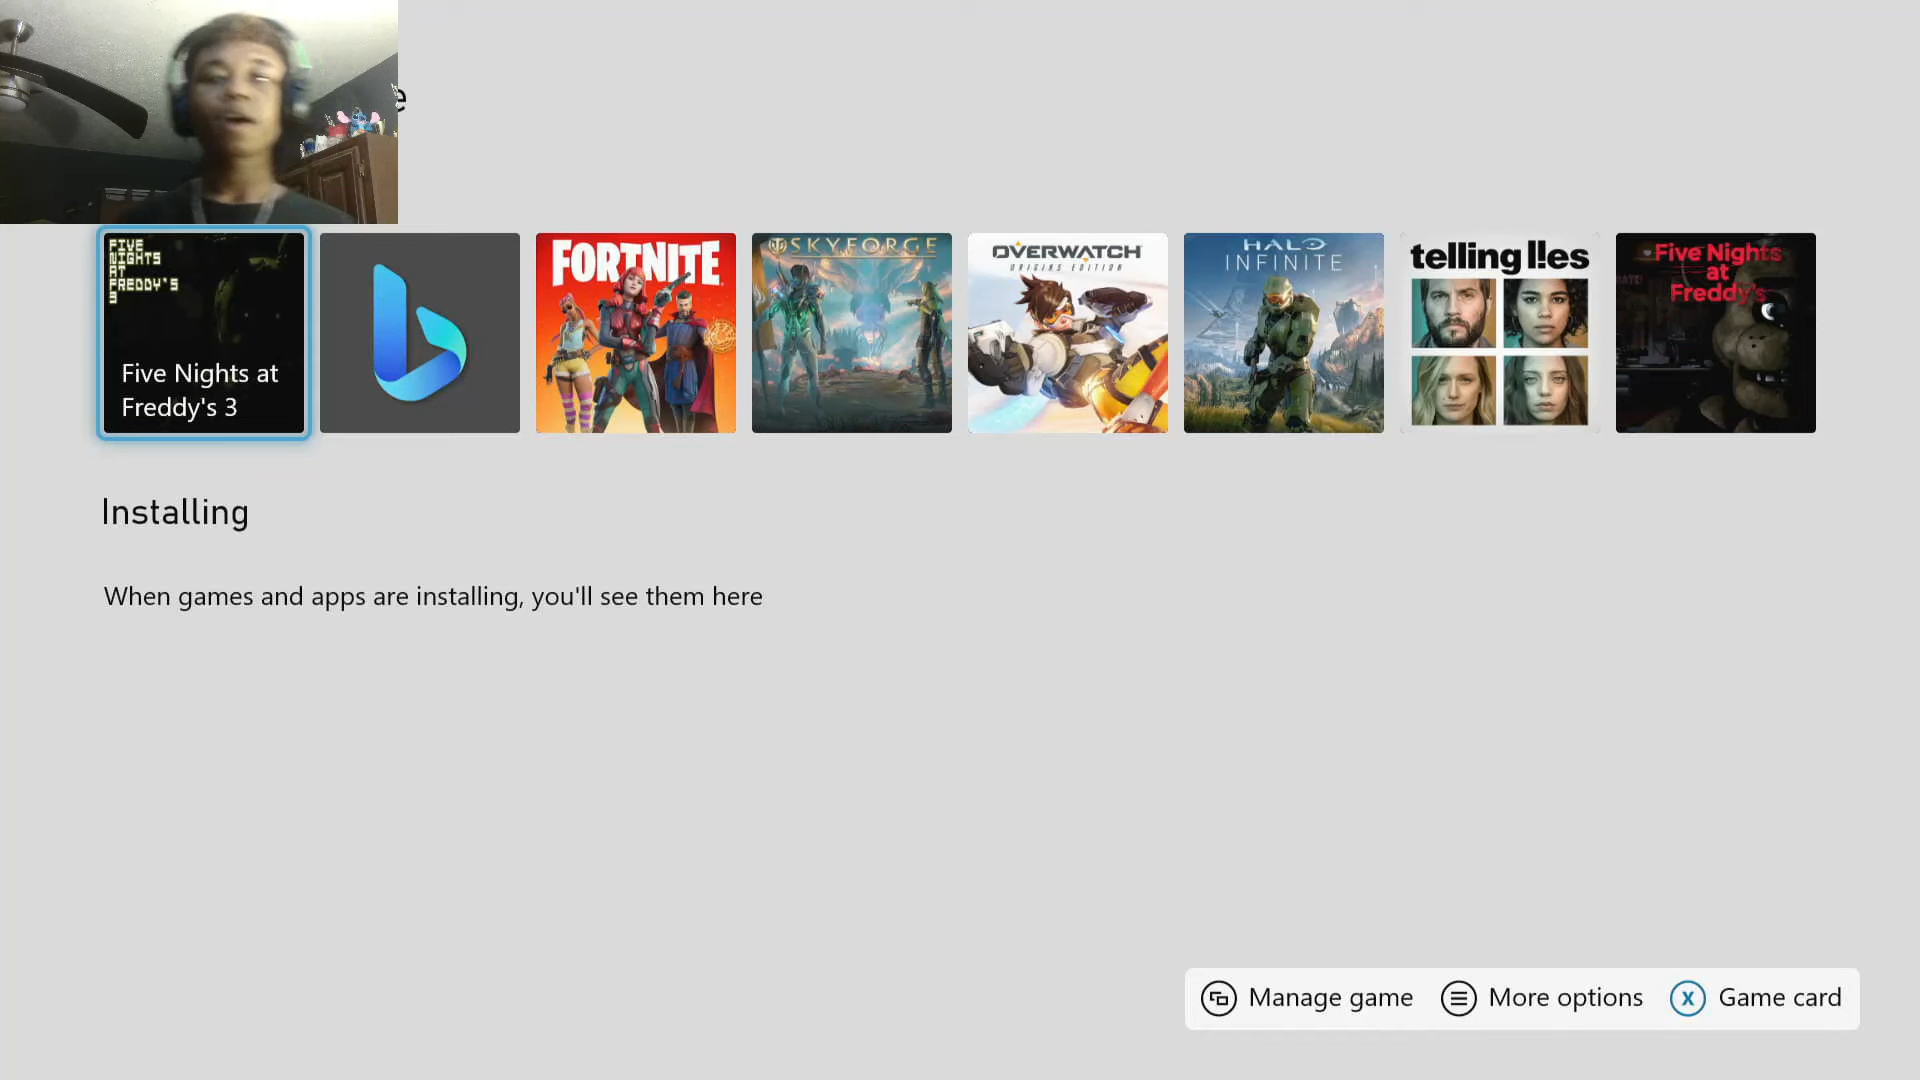 e
FIVE
NIGHTS
AT
FREDDY'S
3
Five Nights at
Freddy's 3
FORTNITE
SKYFORGE
OVERWATCH
ORIGINS EDITION
HALO
INFINITE
telling l!es
Five Nights
at
Freddy's
Installing
When games and apps are installing, you'll see them here
Manage game
More options
X
Game card